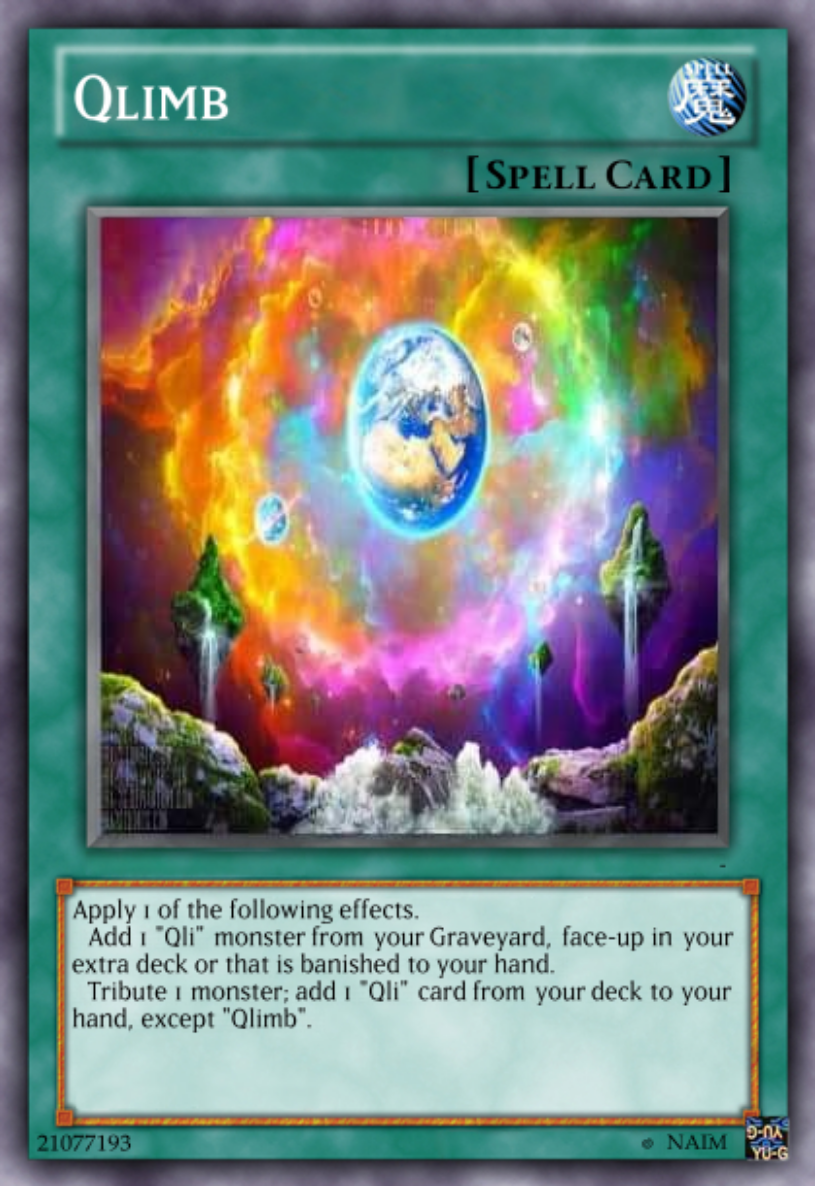 Qlimb
SPELL
魔
[Spell Card]
-
Apply 1 of the following effects.
Add 1 "Qli" monster from your Graveyard, face-up in your
extra deck or that is banished to your hand.
Tribute 1 monster; add 1 "Qli" card from your deck to your
hand, except "Qlimb".
21077193
© NAIM
YU-G
YU-G